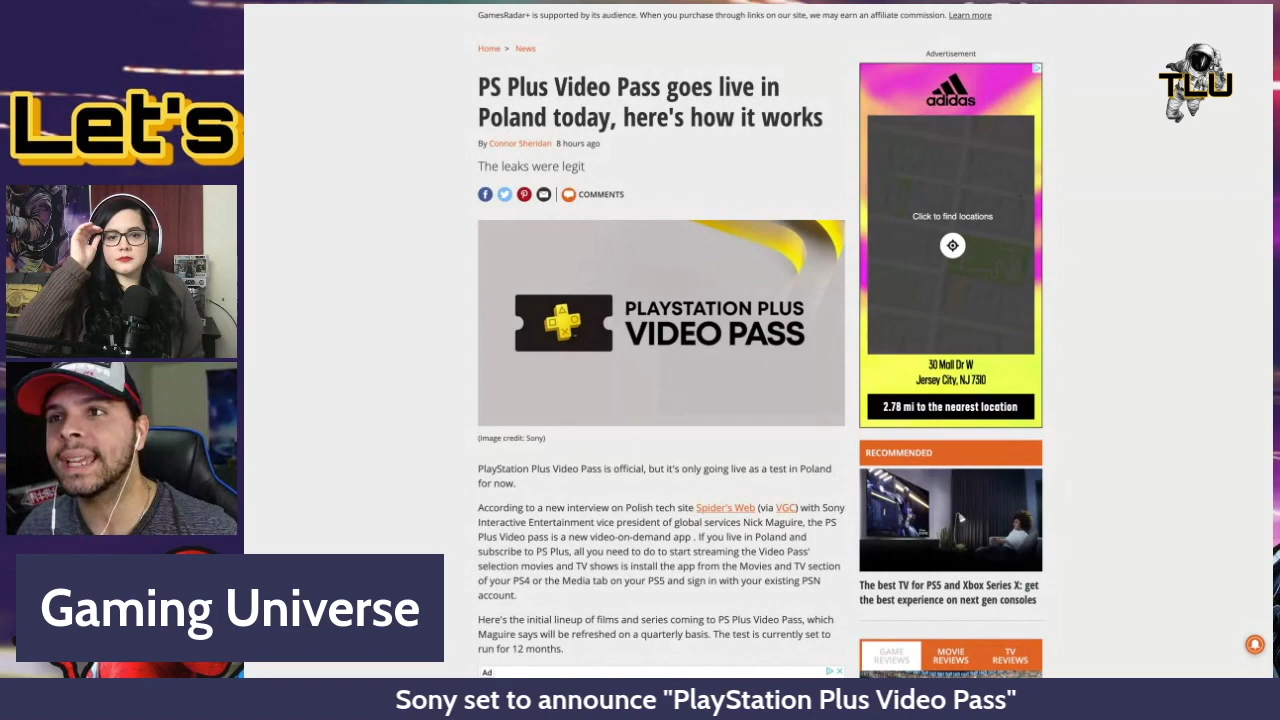 GamesRadar+ is supported by its audience. When you purchase through links on our site, we may earn an affiliate commission. Learn more
Home > News
Advertisement
PS Plus Video Pass goes live in
Poland today, here's how it works
By Connor Sheridan 8 hours ago
The leaks were legit
COMMENTS
PLAYSTATION PLUS
VIDEO PASS
(Image credit: Sony)
PlayStation Plus Video Pass is official, but it's only going live as a test in Poland
for now.
According to a new interview on Polish tech site Spider's Web (via VGC) with Sony
Interactive Entertainment vice president of global services Nick Maguire, the PS
Plus Video pass is a new video-on-demand app . If you live in Poland and
subscribe to PS Plus, all you need to do to start streaming the Video Pass'
selection movies and TV shows is install the app from the Movies and TV section
of your PS4 or the Media tab on your PS5 and sign in with your existing PSN
account.
Here's the initial lineup of films and series coming to PS Plus Video Pass, which
Maguire says will be refreshed on a quarterly basis. The test is currently set to
run for 12 months.
Ad
adidas
Click to find locations
30 Mall Dr W
Jersey City, NJ 7310
2.78 mi to the nearest location
RECOMMENDED
The best TV for PS5 and Xbox Series X: get
the best experience on next gen consoles
GAME
REVIEWS
MOVIE
REVIEWS
TV
REVIEWS
TLU
Let's
Gaming Universe
Sony set to announce "PlayStation Plus Video Pass"